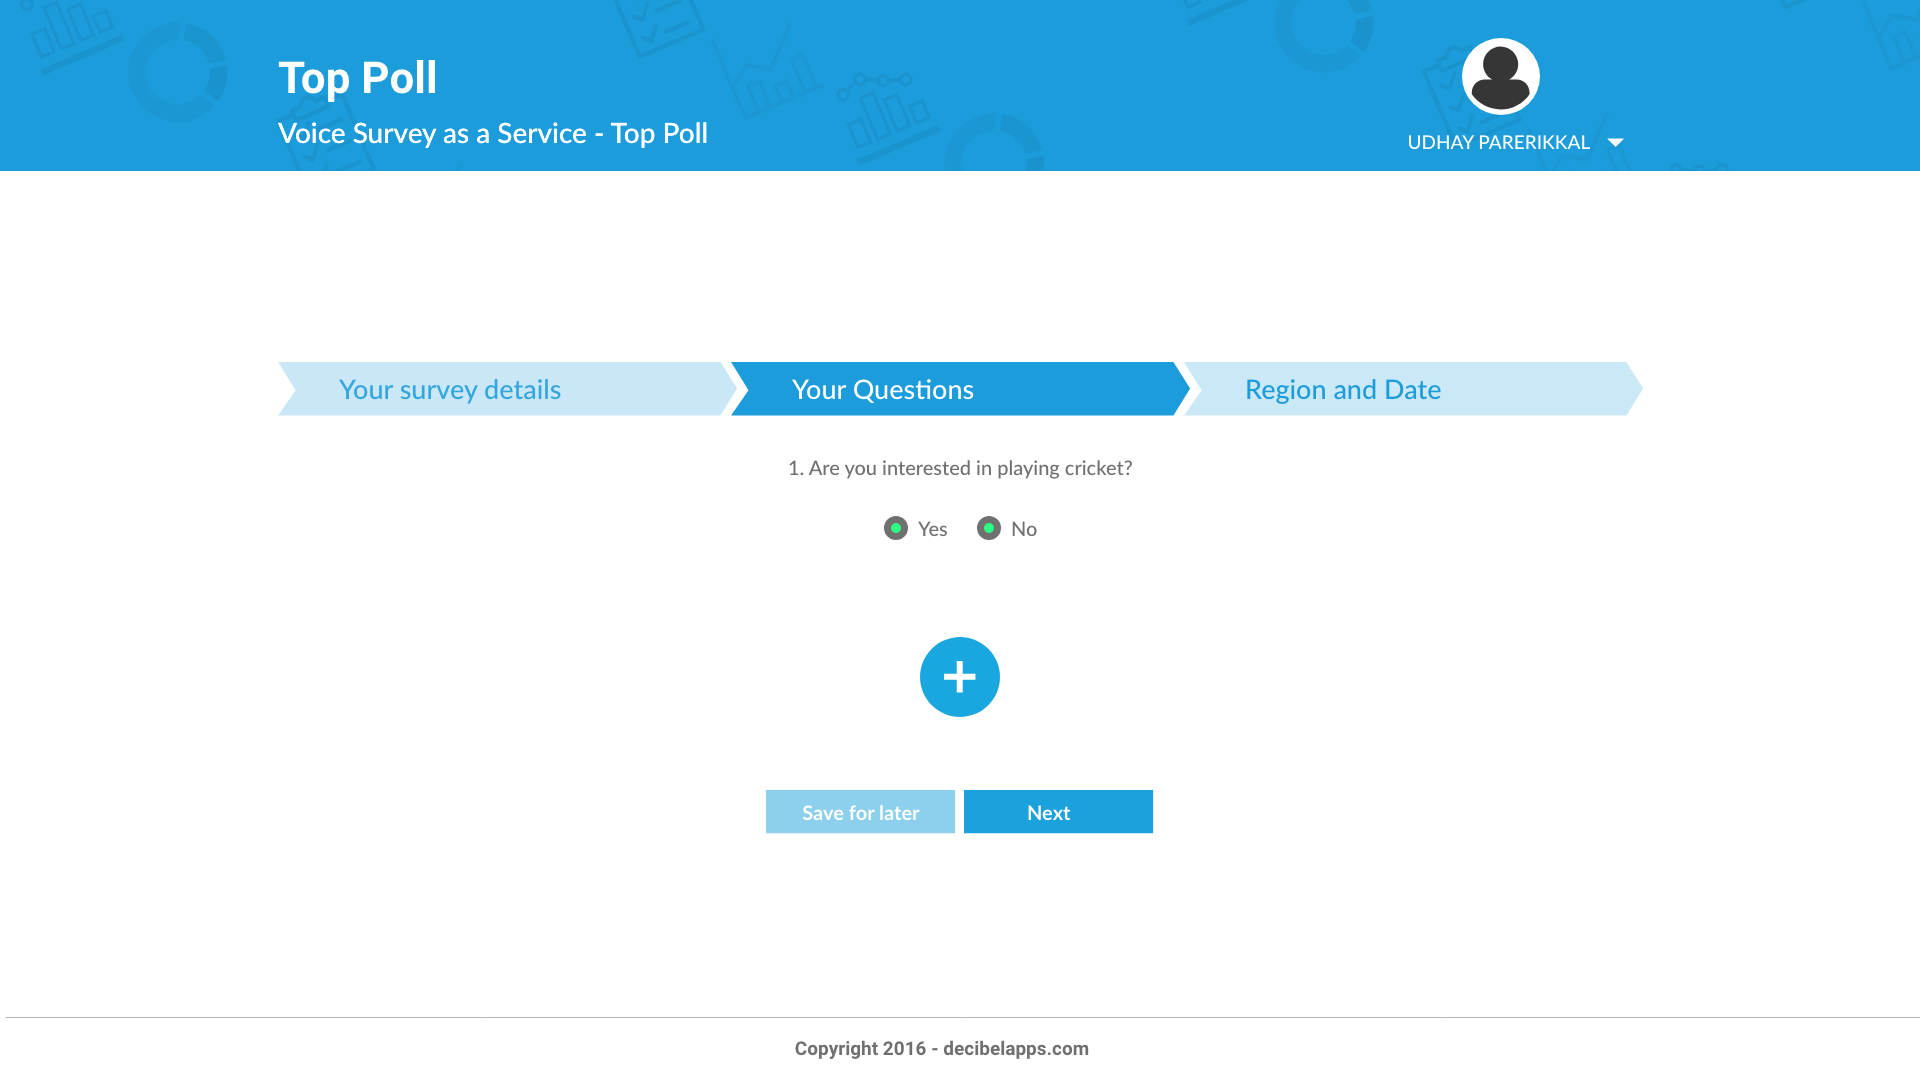 Top Poll
Voice Survey as a Service - Top Poll
UDHAY PARERIKKAL
Your survey details
Your Questions
Region and Date
1. Are you interested in playing cricket?
Yes
No
Save for later
Next
Copyright 2016 - decibelapps.com